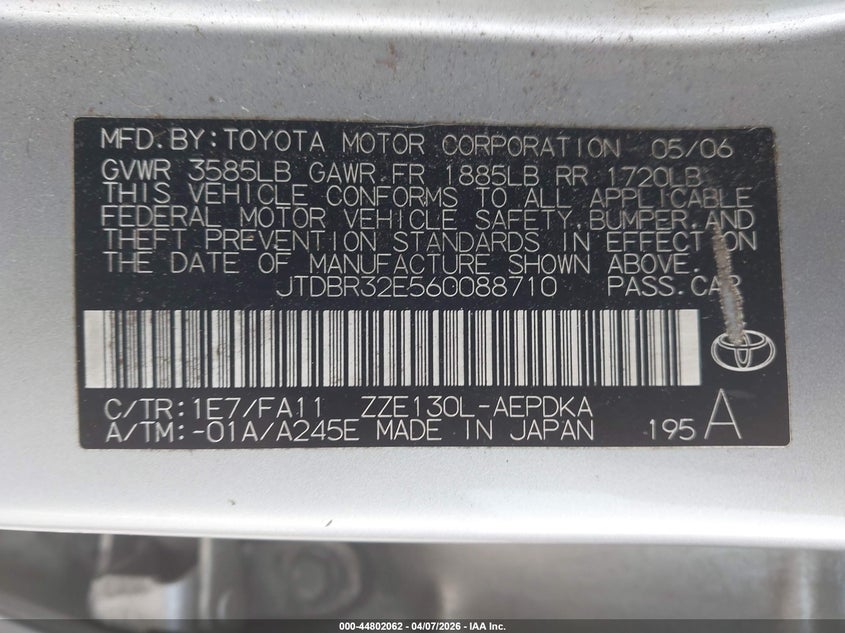 MFD.BY:TOYOTA MOTOR CORPORATION 05/06
GVWR 3585LB GAWR FR 1885LB RR 1720LB
THIS VEHICLE CONFORMS TO ALL APPLICABLE
FEDERAL MOTOR VEHICLE SAFETY,BUMPER,AND
THEFT PREVENTION STANDARDS IN EFFECT ON
THE DATE OF MANUFACTURE SHOWN ABOVE.
JTDBR32E560088710 PASS.CAR
C/TR:1E7/FA11 ZZE130L-AEPDKA
A/TM:-01A/A245E MADE IN JAPAN 195 A
000-44802062 - 04/07/2026 - IAA Inc.